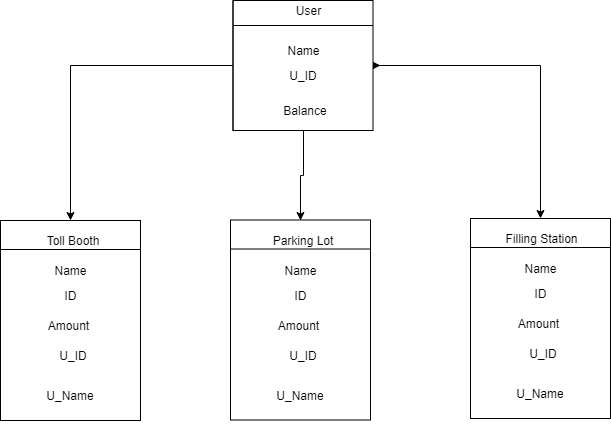 User
Name
U_ID
Balance
Toll Booth
Name
ID
Amount
U_ID
U_Name
Parking Lot
Name
ID
Amount
U_ID
U_Name
Filling Station
Name
ID
Amount
U_ID
U_Name